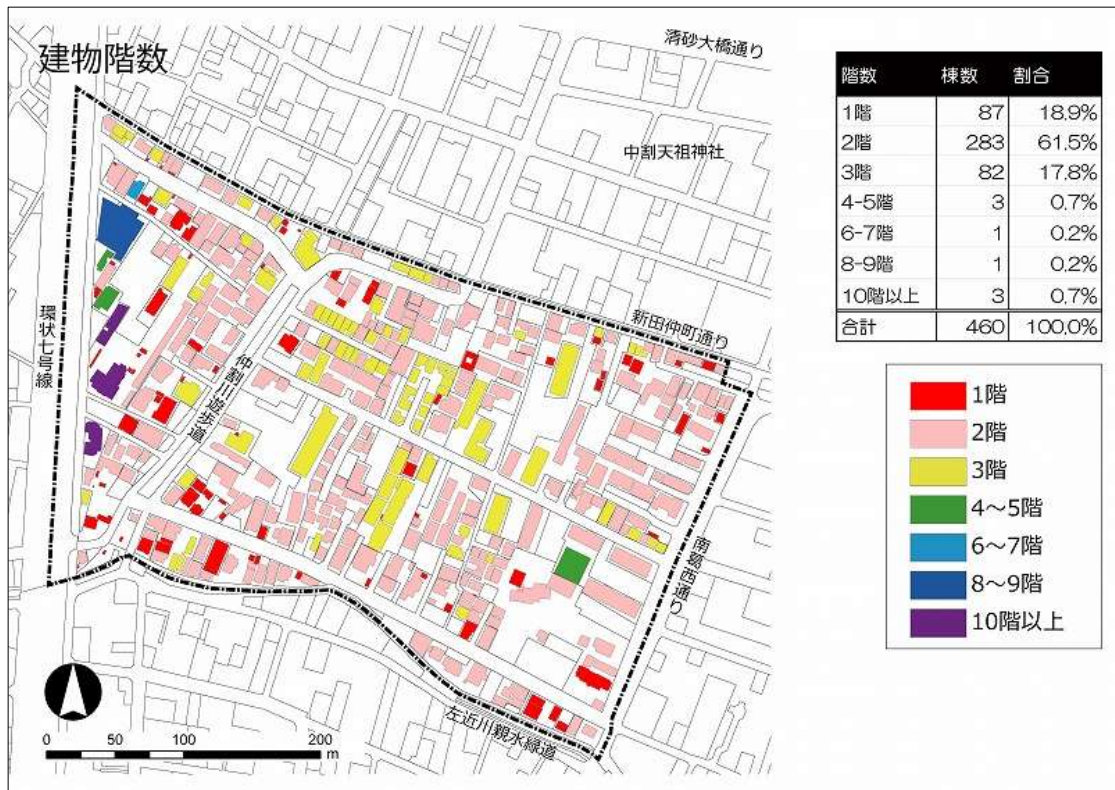 建物階数
清砂大橋通り
中割天祖神社
環状七号線
仲割川遊歩道
新田仲町通り
南葛西通り
左近川親水緑道
0 50 100 200
m
階数 棟数 割合
1階 87 18.9%
2階 283 61.5%
3階 82 17.8%
4-5階 3 0.7%
6-7階 1 0.2%
8-9階 1 0.2%
10階以上 3 0.7%
合計 460 100.0%
1階
2階
3階
4～5階
6～7階
8～9階
10階以上